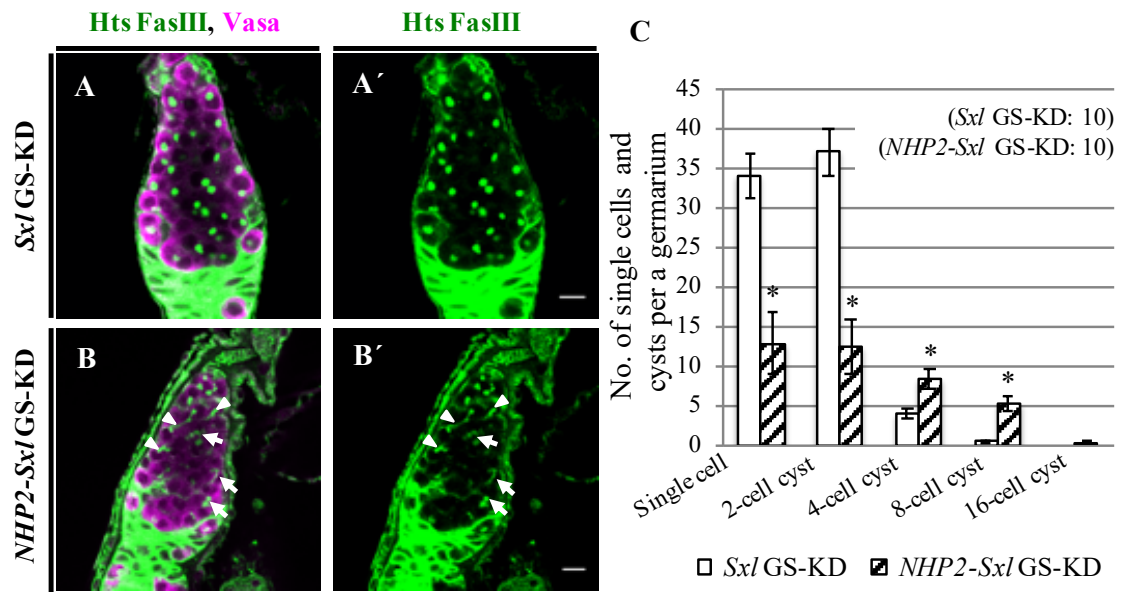 Hts FasIII, Vasa
Hts FasIII
C
A
A´
Sxl GS-KD
B
B´
NHP2-Sxl GS-KD
No. of single cells and
cysts per a germarium
45
40
35
30
25
20
15
10
5
0
(Sxl GS-KD: 10)
(NHP2-Sxl GS-KD: 10)
*
*
*
*
Single cell
2-cell cyst
4-cell cyst
8-cell cyst
16-cell cyst
Sxl GS-KD
NHP2-Sxl GS-KD